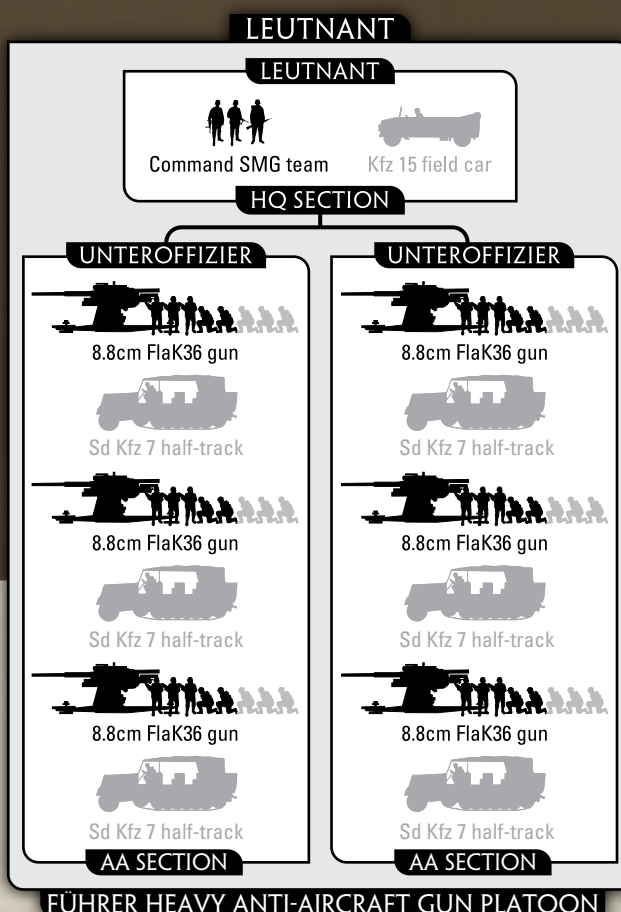 LEUTNANT
LEUTNANT
Command SMG team
Kfz 15 field car
HQ SECTION
UNTEROFFIZIER
8.8cm FlaK36 gun
Sd Kfz 7 half-track
8.8cm FlaK36 gun
Sd Kfz 7 half-track
8.8cm FlaK36 gun
Sd Kfz 7 half-track
AA SECTION
UNTEROFFIZIER
8.8cm FlaK36 gun
Sd Kfz 7 half-track
8.8cm FlaK36 gun
Sd Kfz 7 half-track
8.8cm FlaK36 gun
Sd Kfz 7 half-track
AA SECTION
FÜHRER HEAVY ANTI-AIRCRAFT GUN PLATOON